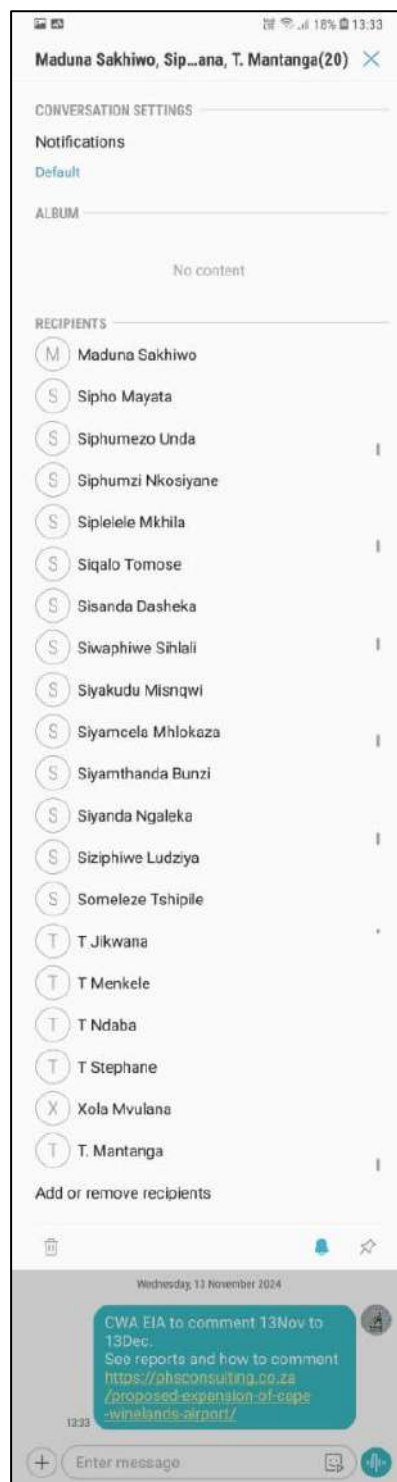 18% 13:33
Maduna Sakhiwo, Sip...ana, T. Mantanga(20)
CONVERSATION SETTINGS
Notifications
Default
ALBUM
No content
RECIPIENTS
M Maduna Sakhiwo
S Sipho Mayata
S Siphumezo Unda
S Siphumzi Nkosiyane
S Siplelele Mkhila
S Siqalo Tomose
S Sisanda Dasheka
S Siwaphiwe Sihlali
S Siyakudu Misnqwi
S Siyamcela Mhlokaza
S Siyamthanda Bunzi
S Siyanda Ngaleka
S Siziphiwe Ludziya
S Someleze Tshipile
T T Jikwana
T T Menkele
T T Ndaba
T T Stephane
X Xola Mvulana
T T. Mantanga
Add or remove recipients
Wednesday, 13 November 2024
CWA EIA to comment 13Nov to
13Dec.
See reports and how to comment
https://phsconsulting.co.za
/proposed-expansion-of-cape
-winelands-airport/
13:33
Enter message